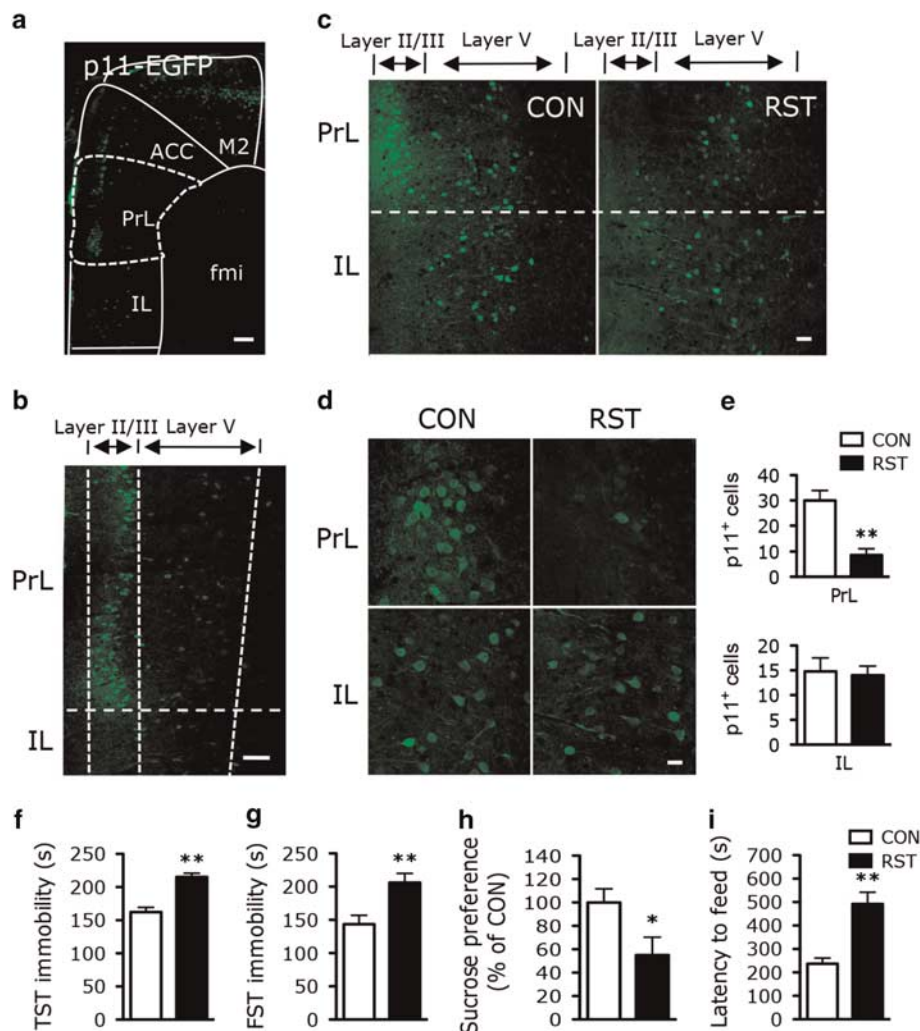 a
p11-EGFP
ACC
M2
PrL
fmi
IL
b
Layer II/III
Layer V
PrL
IL
c
Layer II/III
Layer V
Layer II/III
Layer V
CON
RST
PrL
IL
d
CON
RST
PrL
IL
e
CON
RST
p11+ cells
40
30
20
10
0
**
PrL
p11+ cells
20
15
10
5
0
IL
f
TST immobility (s)
250
200
150
100
50
0
**
g
FST immobility (s)
250
200
150
100
50
0
**
h
Sucrose preference
(% of CON)
140
120
100
80
60
40
20
0
*
i
CON
RST
Latency to feed (s)
700
600
500
400
300
200
100
0
**